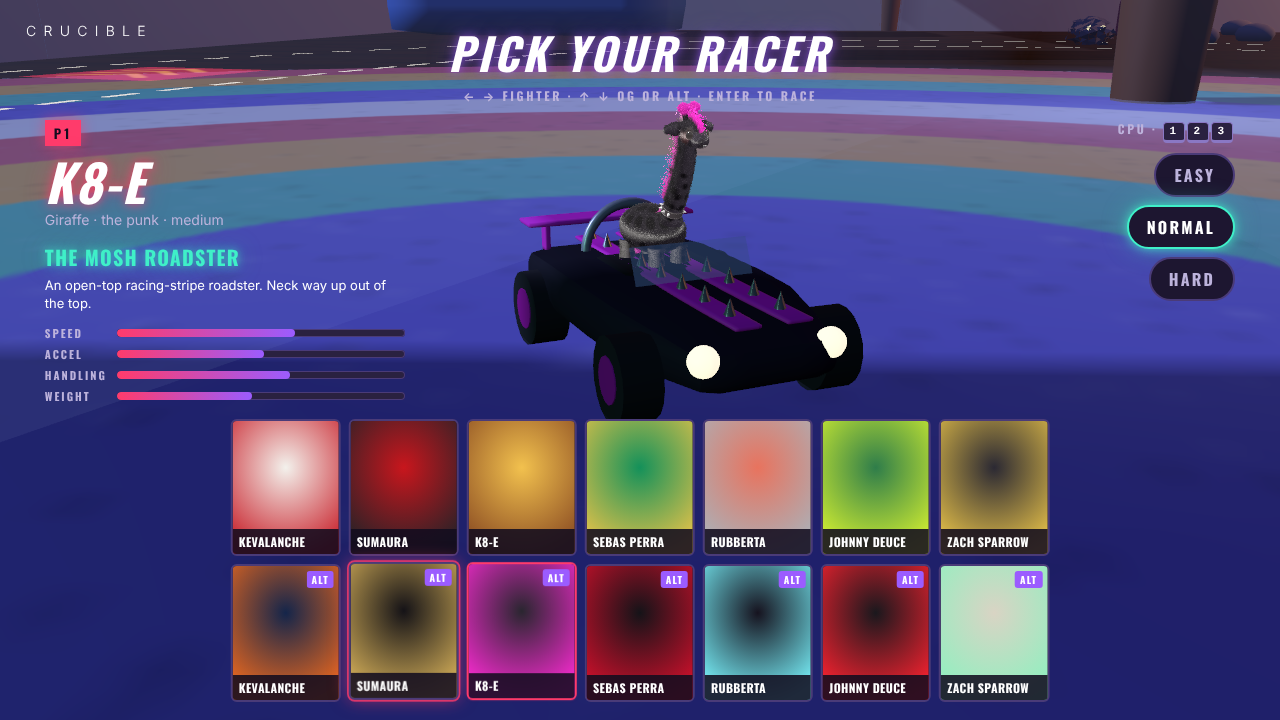 CRUCIBLE
PICK YOUR RACER
← → FIGHTER · ↑ ↓ OG OR ALT · ENTER TO RACE
P1
K8-E
Giraffe · the punk · medium
THE MOSH ROADSTER
An open-top racing-stripe roadster. Neck way up out of
the top.
SPEED
ACCEL
HANDLING
WEIGHT
CPU · 1 2 3
EASY
NORMAL
HARD
KEVALANCHE SUMAURA K8-E SEBAS PERRA RUBBERTA JOHNNY DEUCE ZACH SPARROW
ALT ALT ALT ALT ALT ALT ALT
KEVALANCHE SUMAURA K8-E SEBAS PERRA RUBBERTA JOHNNY DEUCE ZACH SPARROW